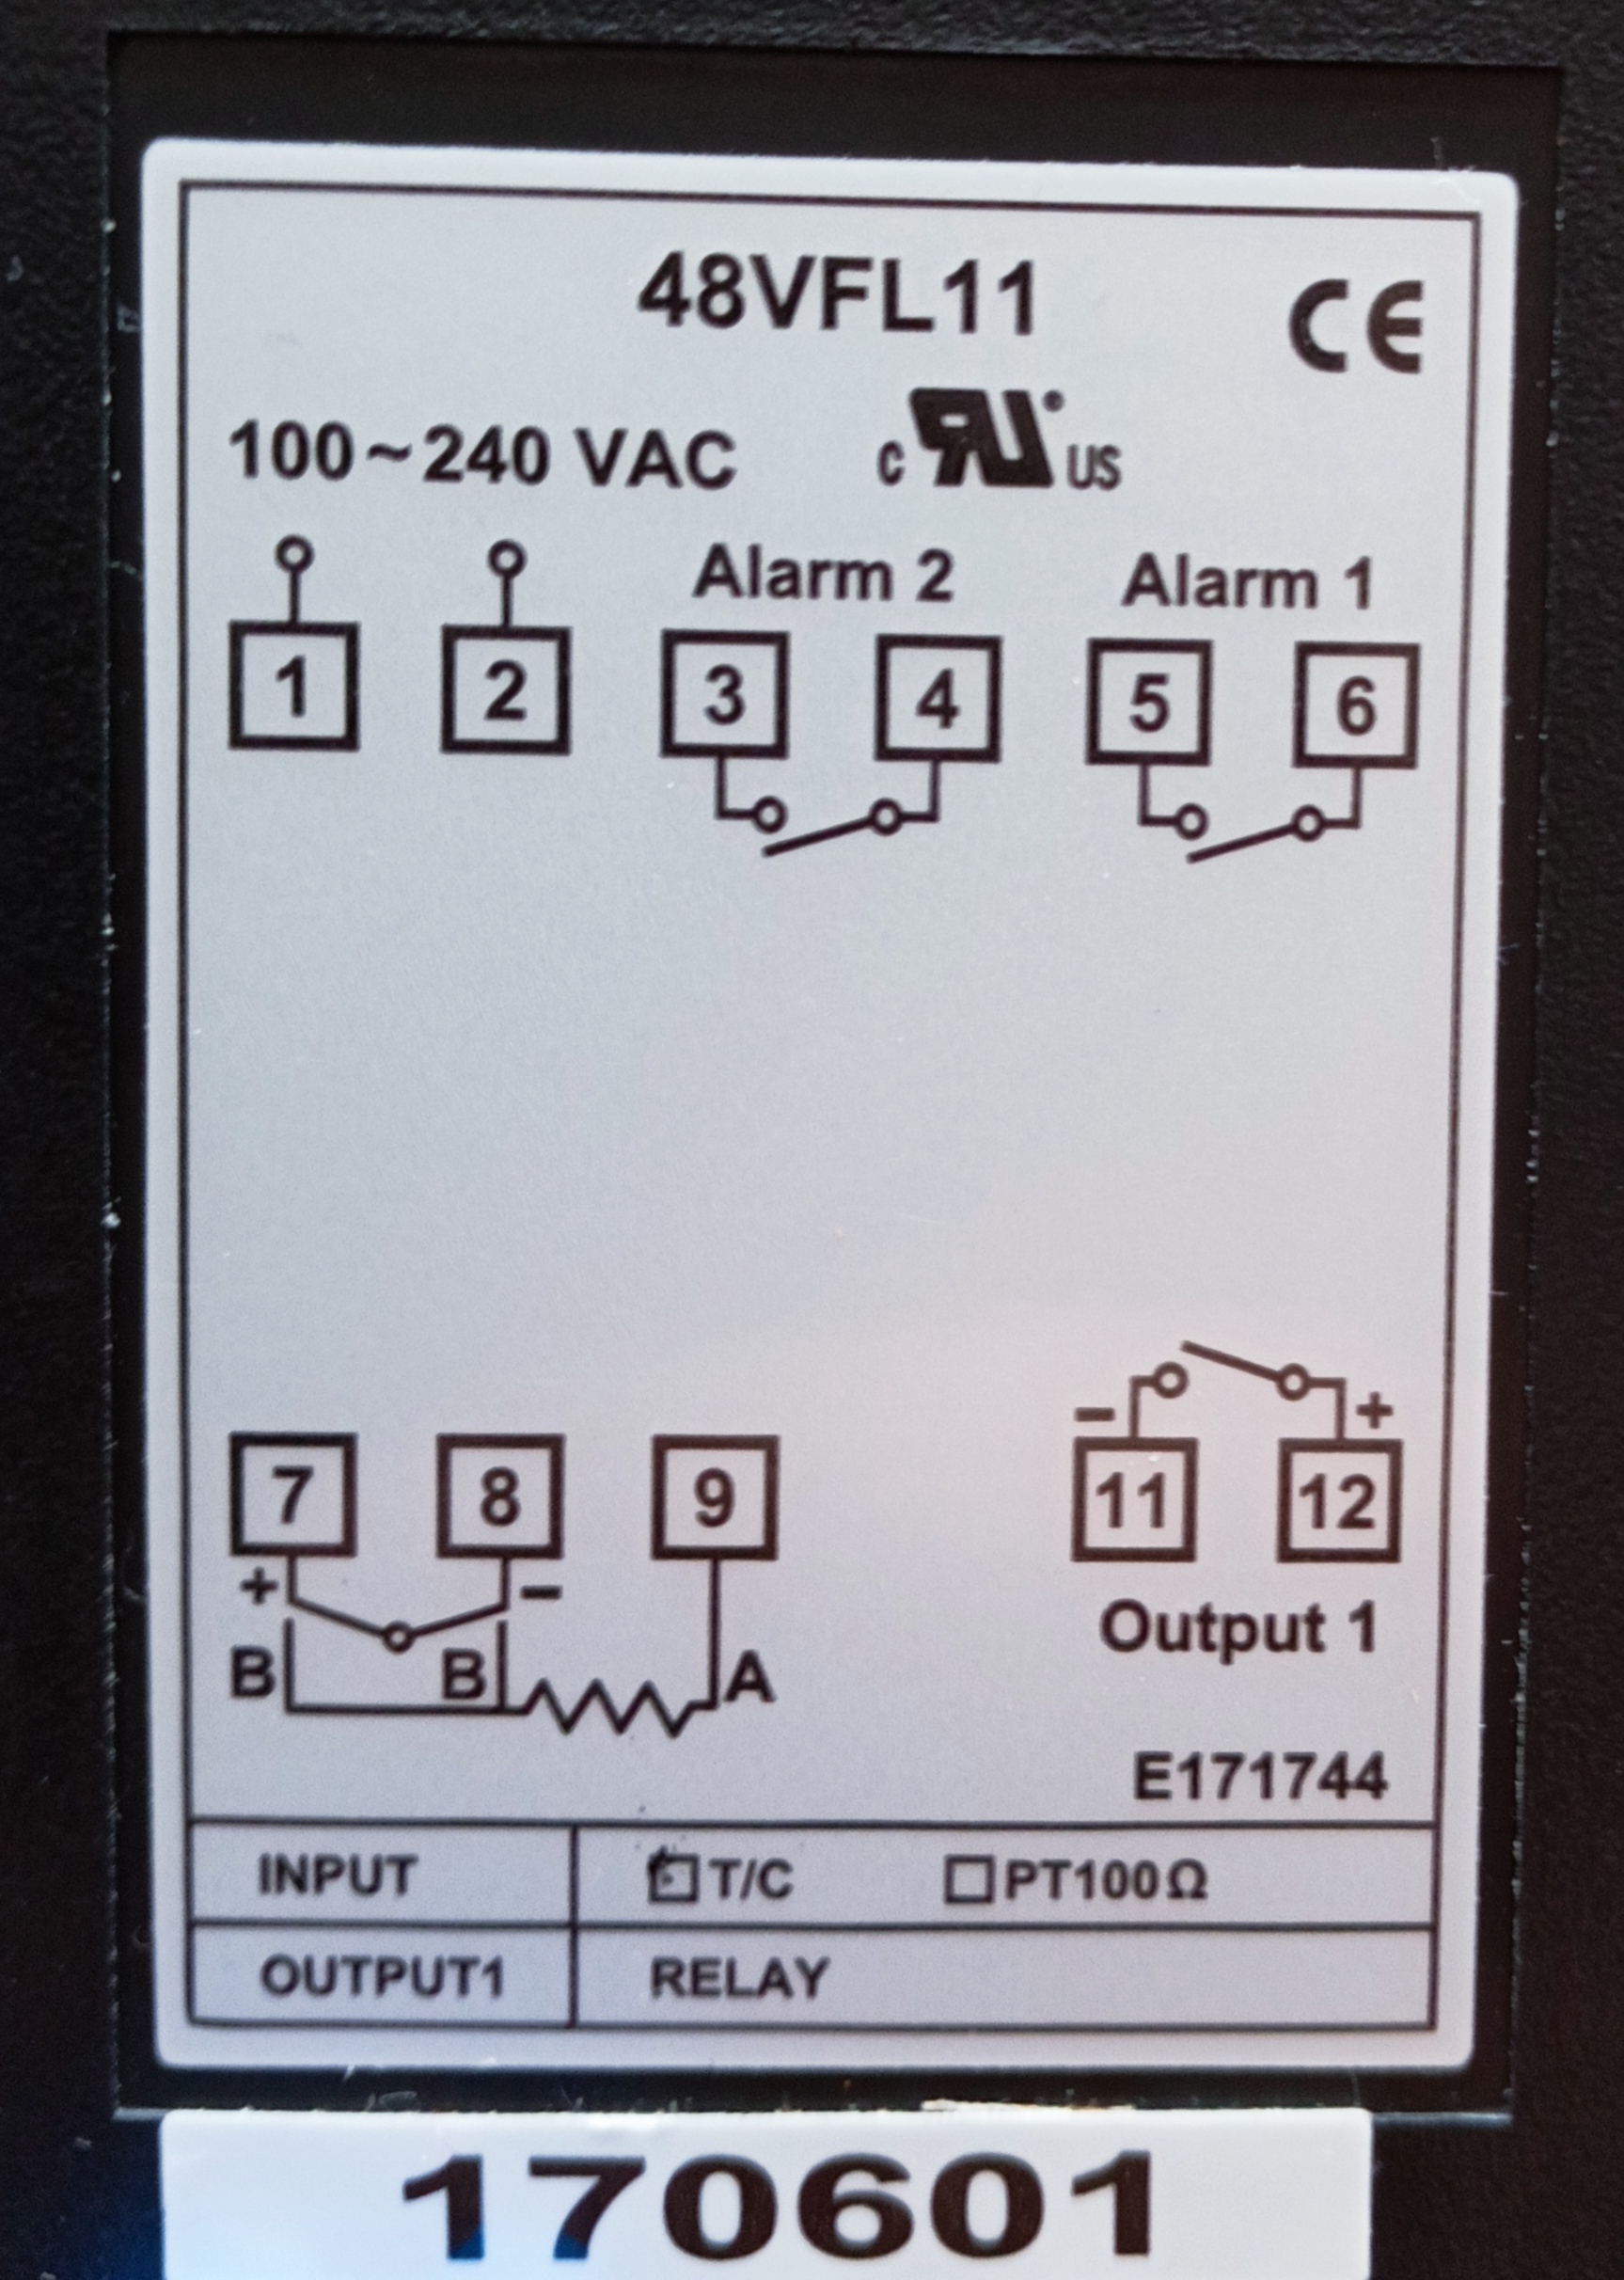 48VFL11
CE
100~240 VAC
c RU® US
Alarm 2
Alarm 1
1 2 3 4 5 6
- +
7 8 9 11 12
+ -
Output 1
B B A
E171744
INPUT T/C PT100Ω
OUTPUT1 RELAY
170601